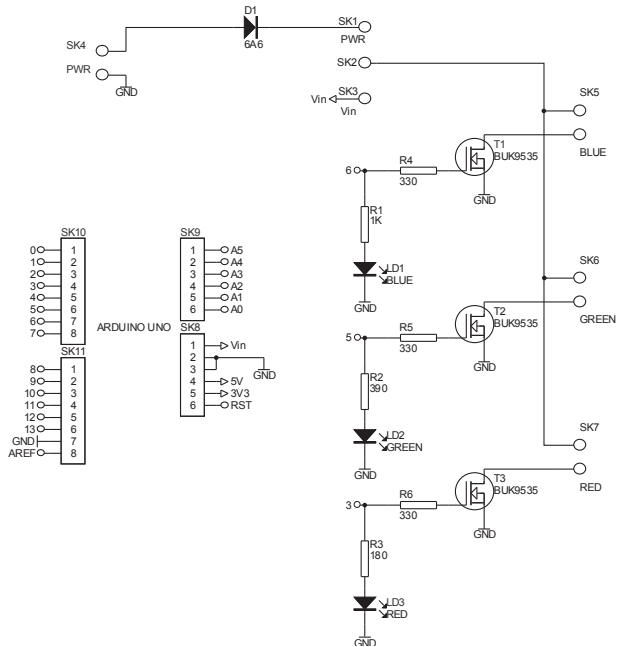 D1
6A6
SK1
PWR
SK4
PWR
GND
SK2
SK3
Vin
Vin
SK5
BLUE
T1
BUK9535
R4
330
6
GND
R1
1K
LD1
BLUE
GND
SK6
GREEN
T2
BUK9535
R5
330
5
GND
R2
390
LD2
GREEN
GND
SK7
RED
T3
BUK9535
R6
330
3
GND
R3
180
LD3
RED
GND
SK10
0 1
1 2
2 3
3 4
4 5
5 6
6 7
7 8
ARDUINO UNO
SK11
8 1
9 2
10 3
11 4
12 5
13 6
GND 7
AREF 8
SK9
1 A5
2 A4
3 A3
4 A2
5 A1
6 A0
SK8
1 Vin
2
3 GND
4 5V
5 3V3
6 RST